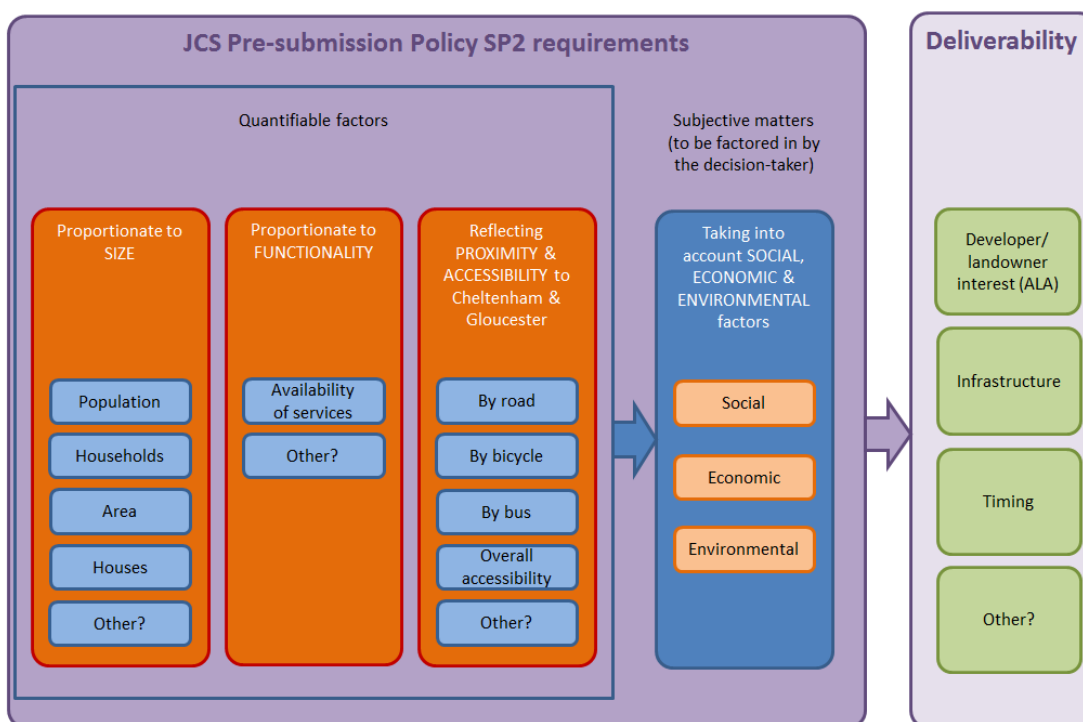 JCS Pre-submission Policy SP2 requirements
Quantifiable factors
Proportionate to
SIZE
Population
Households
Area
Houses
Other?
Proportionate to
FUNCTIONALITY
Availability
of services
Other?
Reflecting
PROXIMITY &
ACCESSIBILITY to
Cheltenham &
Gloucester
By road
By bicycle
By bus
Overall
accessibility
Other?
Subjective matters
(to be factored in by
the decision-taker)
Taking into
account SOCIAL,
ECONOMIC &
ENVIRONMENTAL
factors
Social
Economic
Environmental
Deliverability
Developer/
landowner
interest (ALA)
Infrastructure
Timing
Other?